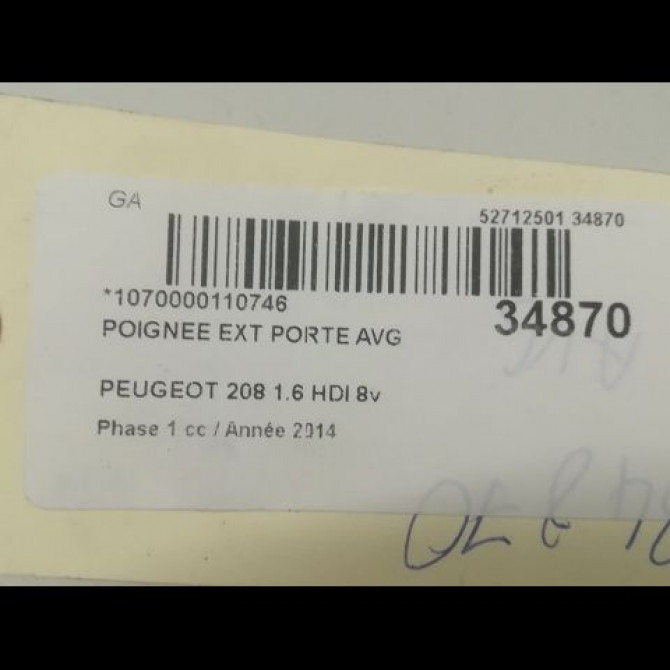 GA
52712501 34870
*1070000110746
34870
POIGNEE EXT PORTE AVG
PEUGEOT 208 1.6 HDI 8v
Phase 1 cc / Année 2014